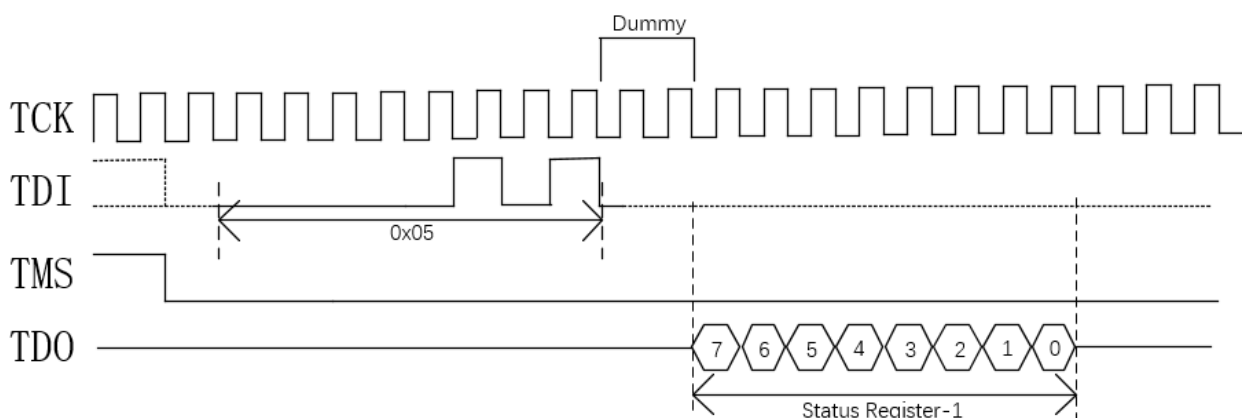 Dummy
TCK
TDI
0x05
TMS
TDO 7 6 5 4 3 2 1 0
Status Register-1